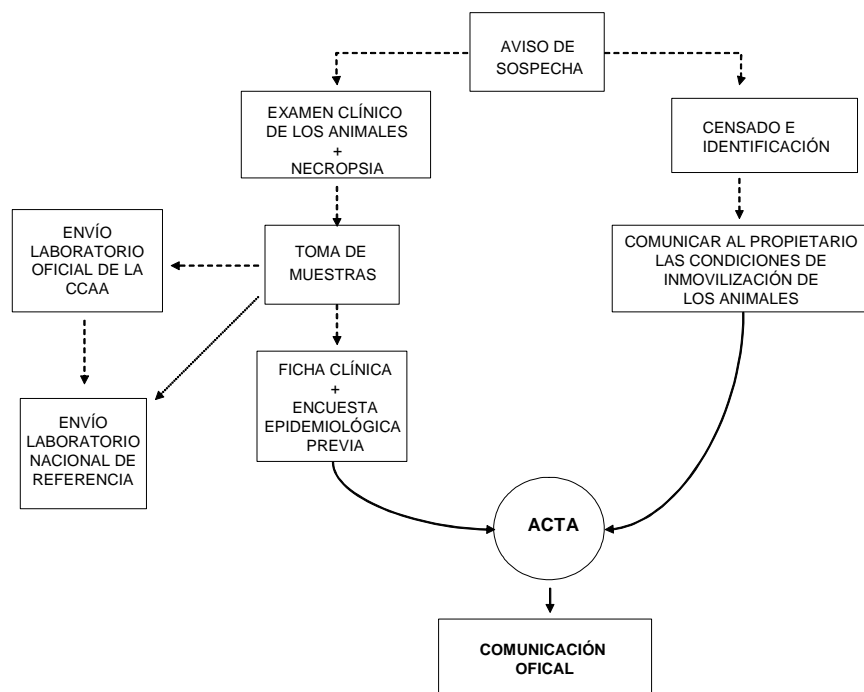 AVISO DE
SOSPECHA
EXAMEN CLÍNICO
DE LOS ANIMALES
+
NECROPSIA
CENSADO E
IDENTIFICACIÓN
ENVÍO
LABORATORIO
OFICIAL DE LA
CCAA
TOMA DE
MUESTRAS
COMUNICAR AL PROPIETARIO
LAS CONDICIONES DE
INMOVILIZACIÓN DE
LOS ANIMALES
ENVÍO
LABORATORIO
NACIONAL DE
REFERENCIA
FICHA CLÍNICA
+
ENCUESTA
EPIDEMIOLÓGICA
PREVIA
ACTA
COMUNICACIÓN
OFICAL